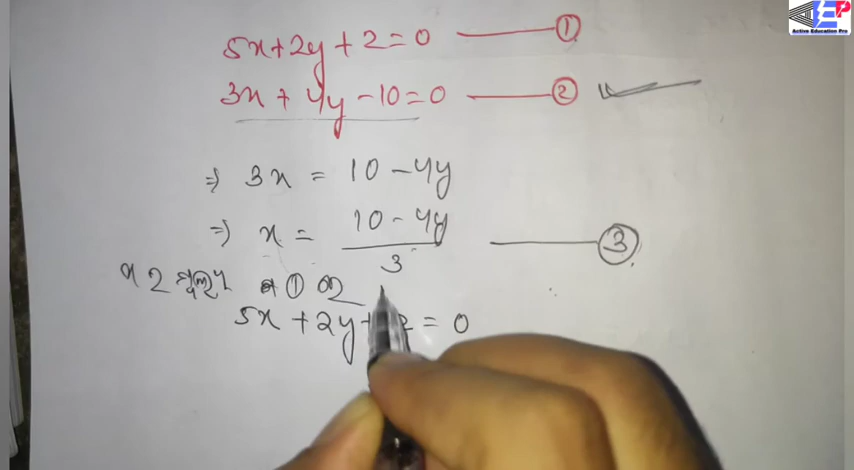 5x+2y+2=0 —— ①
3x+4y-10=0 —— ②
⇒ 3x = 10-4y
⇒ x = (10-4y)/3 —— ③
①
5x+2y+2=0
AEP
Active Education Pro